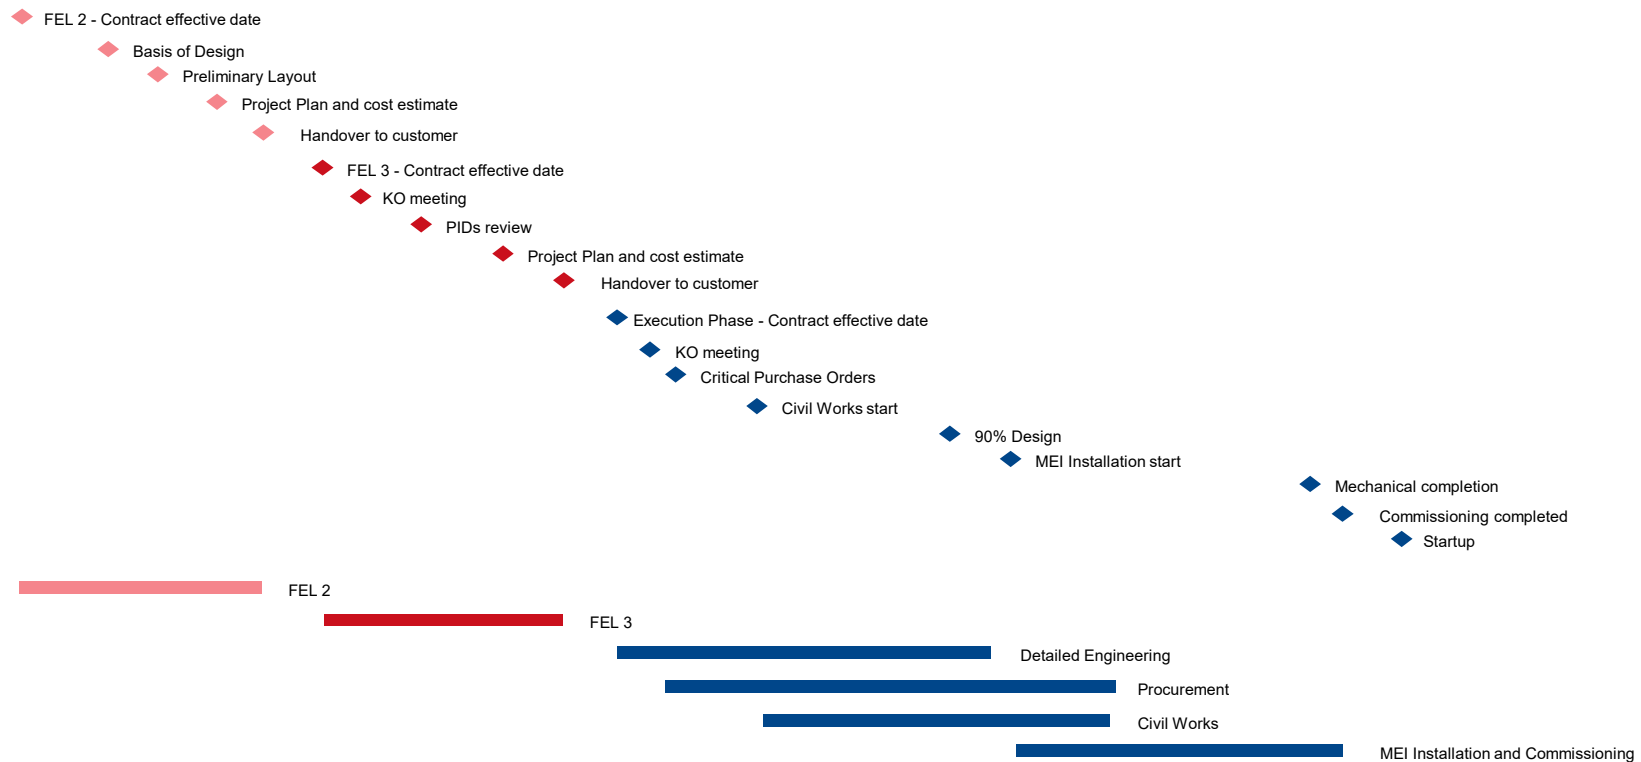 FEL 2 - Contract effective date
Basis of Design
Preliminary Layout
Project Plan and cost estimate
Handover to customer
FEL 3 - Contract effective date
KO meeting
PIDs review
Project Plan and cost estimate
Handover to customer
Execution Phase - Contract effective date
KO meeting
Critical Purchase Orders
Civil Works start
90% Design
MEI Installation start
Mechanical completion
Commissioning completed
Startup
FEL 2
FEL 3
Detailed Engineering
Procurement
Civil Works
MEI Installation and Commissioning